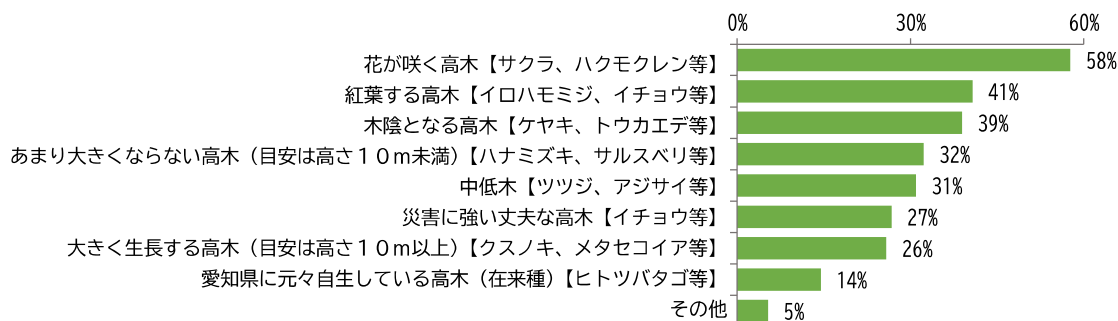 0% 30% 60%
花が咲く高木【サクラ、ハクモクレン等】 58%
紅葉する高木【イロハモミジ、イチョウ等】 41%
木陰となる高木【ケヤキ、トウカエデ等】 39%
あまり大きくならない高木（目安は高さ１０ｍ未満）【ハナミズキ、サルスベリ等】 32%
中低木【ツツジ、アジサイ等】 31%
災害に強い丈夫な高木【イチョウ等】 27%
大きく生長する高木（目安は高さ１０ｍ以上）【クスノキ、メタセコイア等】 26%
愛知県に元々自生している高木（在来種）【ヒトツバタゴ等】 14%
その他 5%